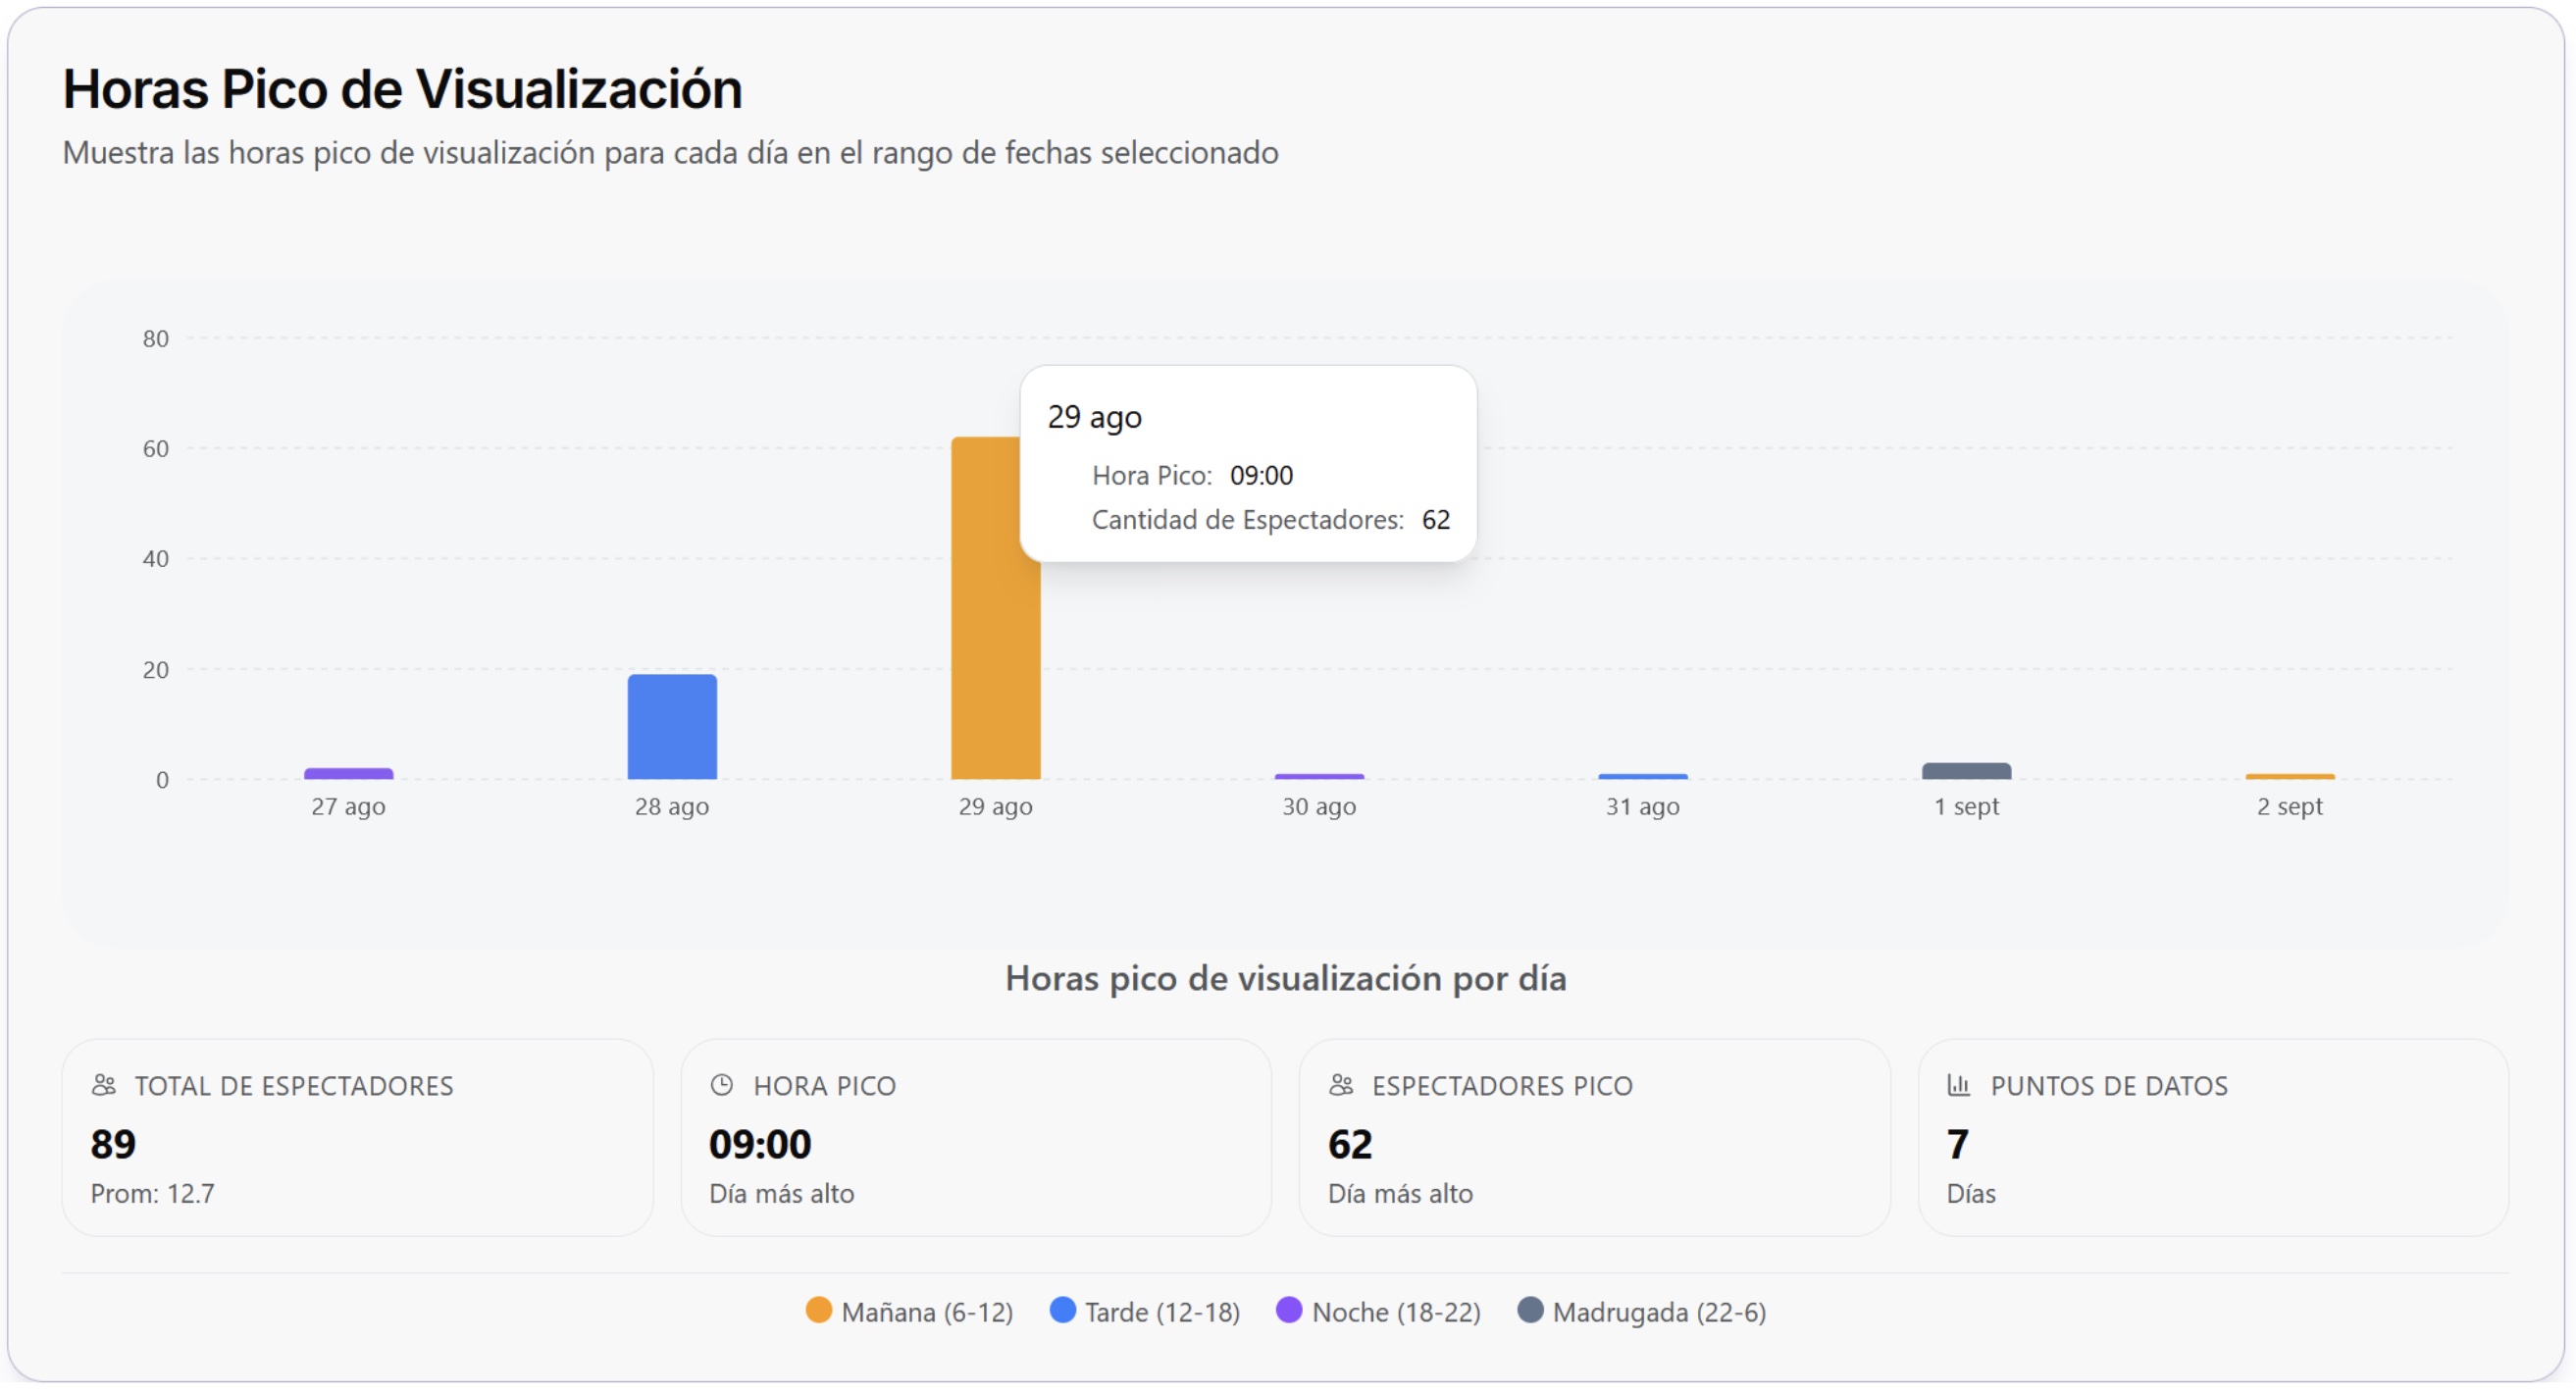 Horas Pico de Visualización
Muestra las horas pico de visualización para cada día en el rango de fechas seleccionado
80
60
40
20
0
29 ago
Hora Pico: 09:00
Cantidad de Espectadores: 62
27 ago
28 ago
29 ago
30 ago
31 ago
1 sept
2 sept
Horas pico de visualización por día
TOTAL DE ESPECTADORES
89
Prom: 12.7
HORA PICO
09:00
Día más alto
ESPECTADORES PICO
62
Día más alto
PUNTOS DE DATOS
7
Días
Mañana (6-12)
Tarde (12-18)
Noche (18-22)
Madrugada (22-6)